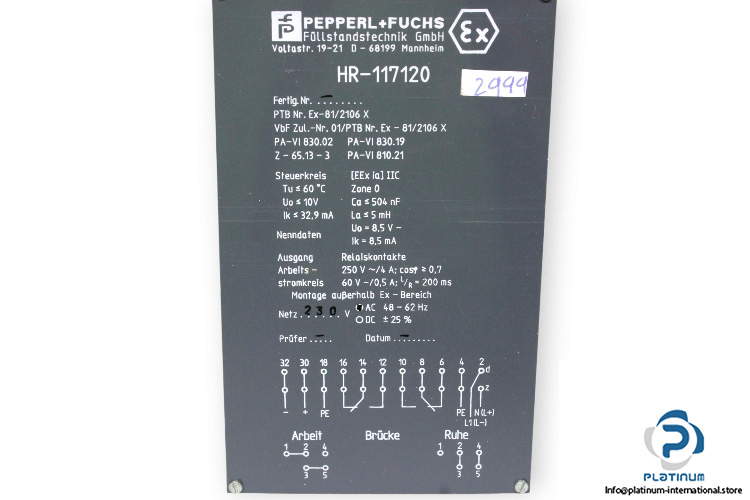 PEPPERL+FUCHS
Füllstandstechnik GmbH
Voltastr. 19-21 D - 68199 Mannheim
Ex
HR-117120
2999
Fertig. Nr. . . . . . . . .
PTB Nr. Ex-81/2106 X
VbF Zul.-Nr. 01/PTB Nr. Ex - 81/2106 X
PA-VI 830.02 PA-VI 830.19
Z - 65.13 - 3 PA-VI 810.21
Steuerkreis [EEx ia] IIC
Tu ≤ 60 °C Zone 0
Uo ≤ 10V Ca ≤ 504 nF
Ik ≤ 32,9 mA La ≤ 5 mH
Uo = 8,5 V -
Nenndaten Ik = 8,5 mA
Ausgang Relaiskontakte
Arbeits - 250 V ~/4 A; cosφ ≥ 0,7
stromkreis 60 V -/0,5 A; L/R = 200 ms
Montage außerhalb Ex - Bereich
Netz 230 V AC 48 - 62 Hz
DC ± 25 %
Prüfer . . . . . Datum . . . . . . . . .
32 30 18 16 14 12 10 8 6 4 2
d
z
- + PE PE N(L+)
L1(L-)
Arbeit Brücke Ruhe
1 2 4 1 2 4
3 5 3 5
PLATINUM
Info@platinum-international.store